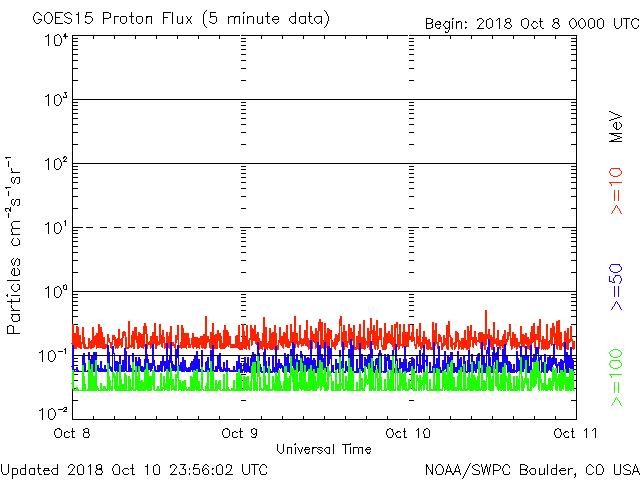 GOES15 Proton Flux (5 minute data)
Begin: 2018 Oct 8 0000 UTC
10⁴
10³
10²
10¹
10⁰
10⁻¹
10⁻²
Particles cm⁻²s⁻¹sr⁻¹
MeV
>=10
>=50
>=100
Oct 8 Oct 9 Oct 10 Oct 11
Universal Time
Updated 2018 Oct 10 23:56:02 UTC
NOAA/SWPC Boulder, CO USA